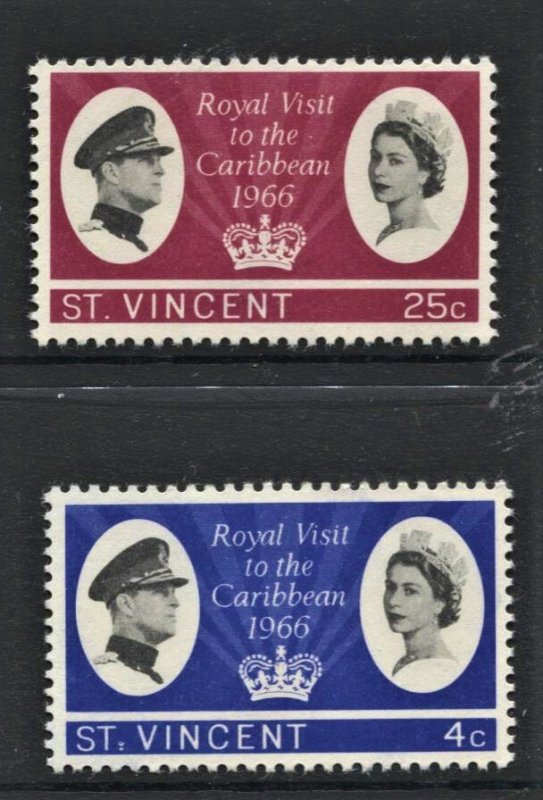 Royal Visit
to the
Caribbean
1966
ST. VINCENT 25c
Royal Visit
to the
Caribbean
1966
ST. VINCENT 4c